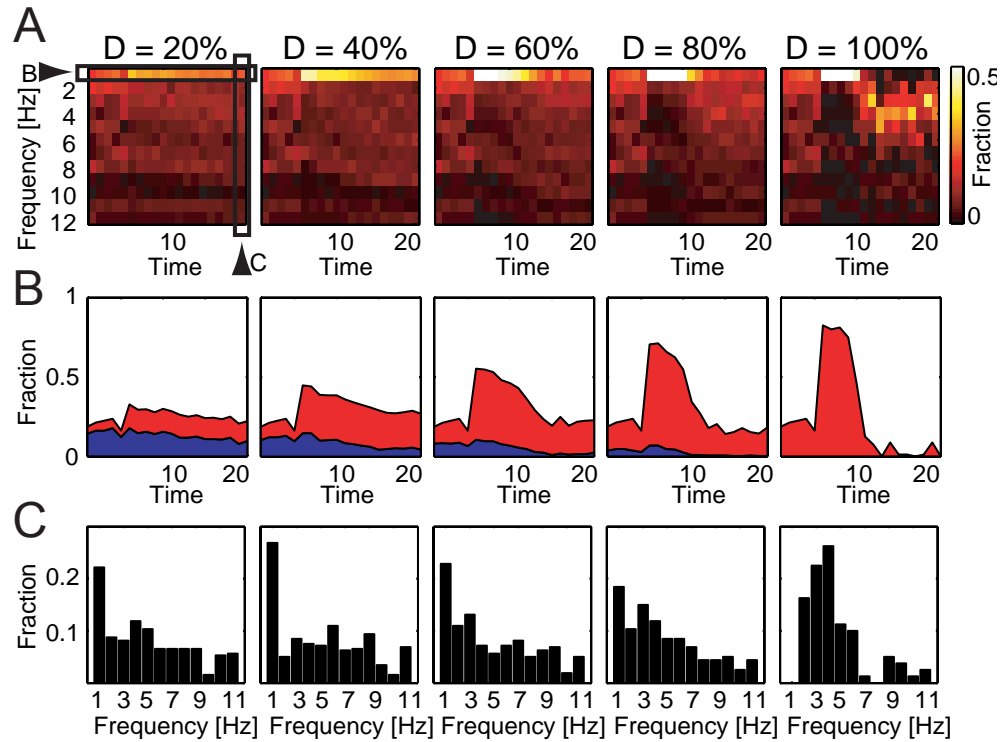 A
D = 20% D = 40% D = 60% D = 80% D = 100%
B
Frequency [Hz]
2
4
6
8
10
12
0.5
Fraction
0
10 10 20 10 20 10 20 10 20
Time Time Time Time Time
C
B
1
Fraction
0.5
0
10 20 10 20 10 20 10 20 10 20
Time Time Time Time Time
C
Fraction
0.2
0.1
1 3 5 7 9 11 1 3 5 7 9 11 1 3 5 7 9 11 1 3 5 7 9 11 1 3 5 7 9 11
Frequency [Hz] Frequency [Hz] Frequency [Hz] Frequency [Hz] Frequency [Hz]